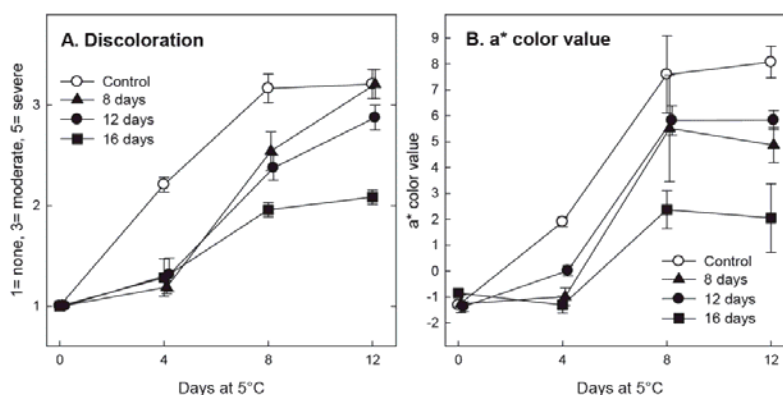 A. Discoloration
Control
8 days
12 days
16 days
1= none, 3= moderate, 5= severe
3
2
1
0
4
8
12
Days at 5°C
B. a* color value
Control
8 days
12 days
16 days
a* color value
9
8
7
6
5
4
3
2
1
0
-1
-2
0
4
8
12
Days at 5°C